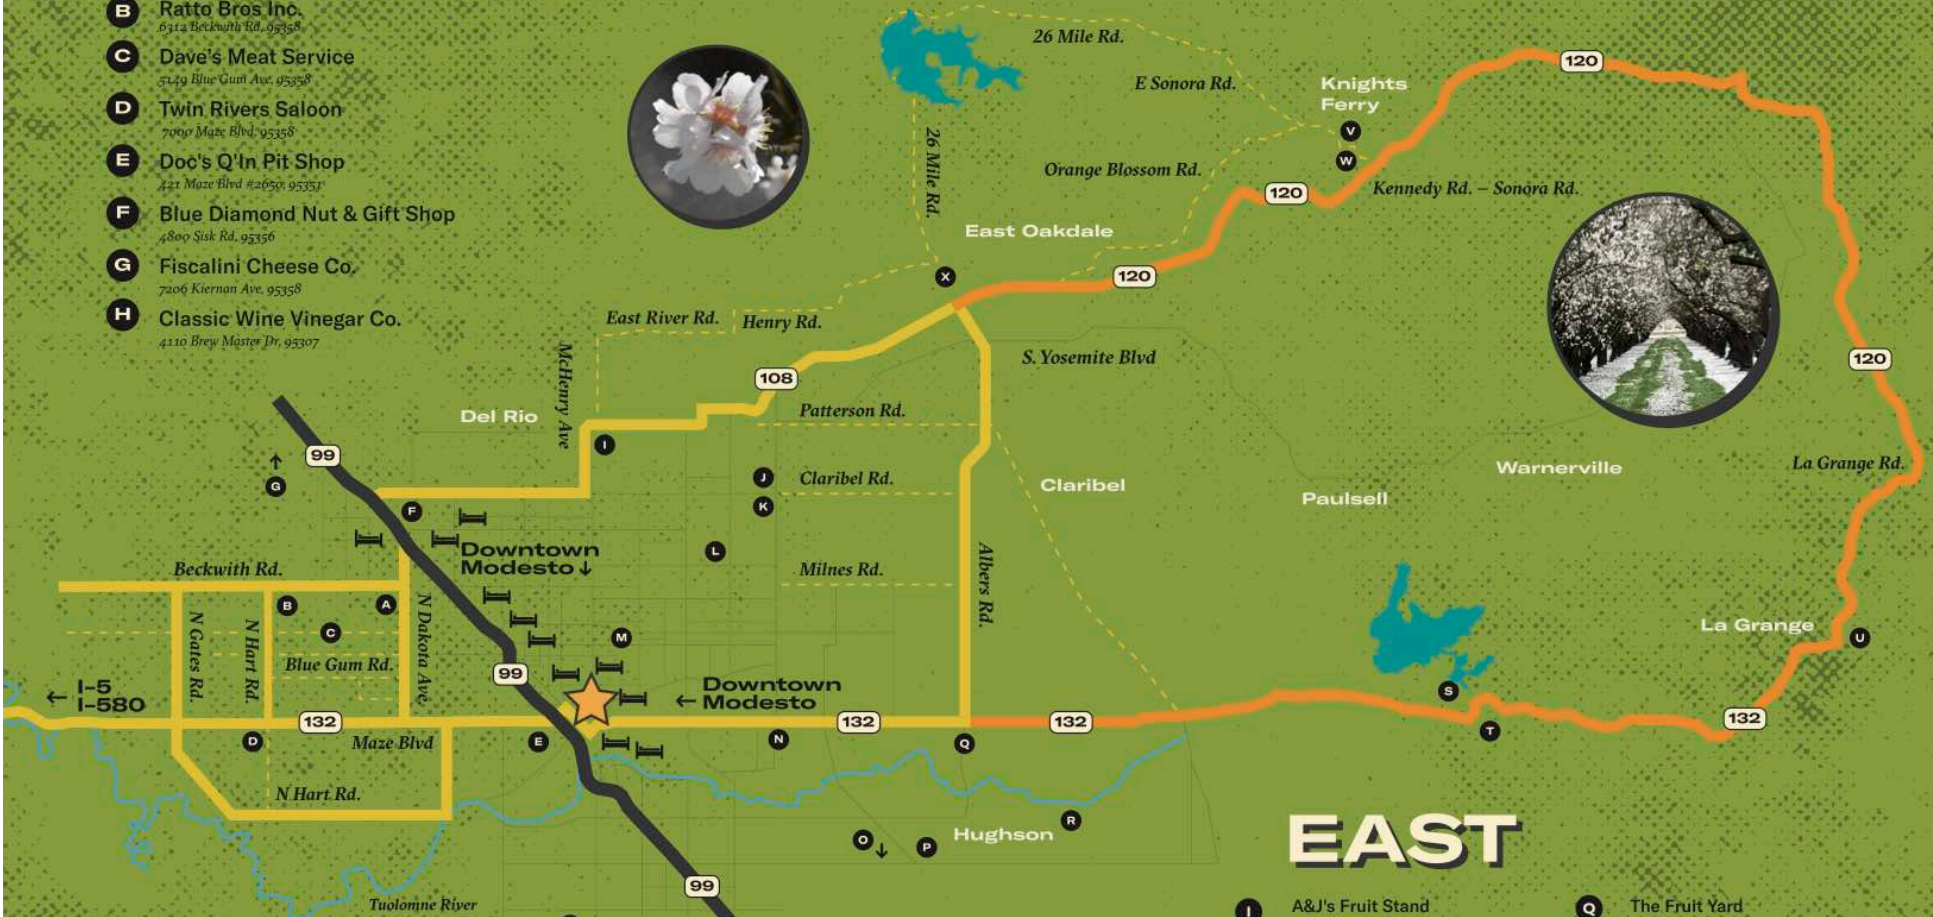 B
Ratto Bros Inc.
6312 Beckwith Rd, 95358
C
Dave's Meat Service
5149 Blue Gum Ave, 95358
D
Twin Rivers Saloon
7000 Maze Blvd, 95358
E
Doc's Q'In Pit Shop
421 Maze Blvd #2650, 95351
F
Blue Diamond Nut & Gift Shop
4800 Sisk Rd, 95356
G
Fiscalini Cheese Co.
7206 Kiernan Ave, 95358
H
Classic Wine Vinegar Co.
4110 Brew Master Dr, 95307
26 Mile Rd.
E Sonora Rd.
Knights
Ferry
V
W
120
26 Mile Rd.
Orange Blossom Rd.
120
Kennedy Rd. – Sonora Rd.
East Oakdale
X
120
East River Rd.
Henry Rd.
McHenry Ave
S. Yosemite Blvd
120
108
Del Rio
Patterson Rd.
I
99
G
J
Claribel Rd.
K
Claribel
Paulsell
Warnerville
La Grange Rd.
F
L
Downtown
Modesto ↓
Beckwith Rd.
Milnes Rd.
Albers Rd.
B
A
C
N Gates Rd.
N Hart Rd.
N Dakota Ave.
Blue Gum Rd.
M
La Grange
U
← I-5
I-580
99
← Downtown
Modesto
S
132
132
132
132
T
D
Maze Blvd
E
N
Q
N Hart Rd.
O ↓
P
Hughson
R
EAST
99
Tuolomne River
I
A&J's Fruit Stand
Q
The Fruit Yard